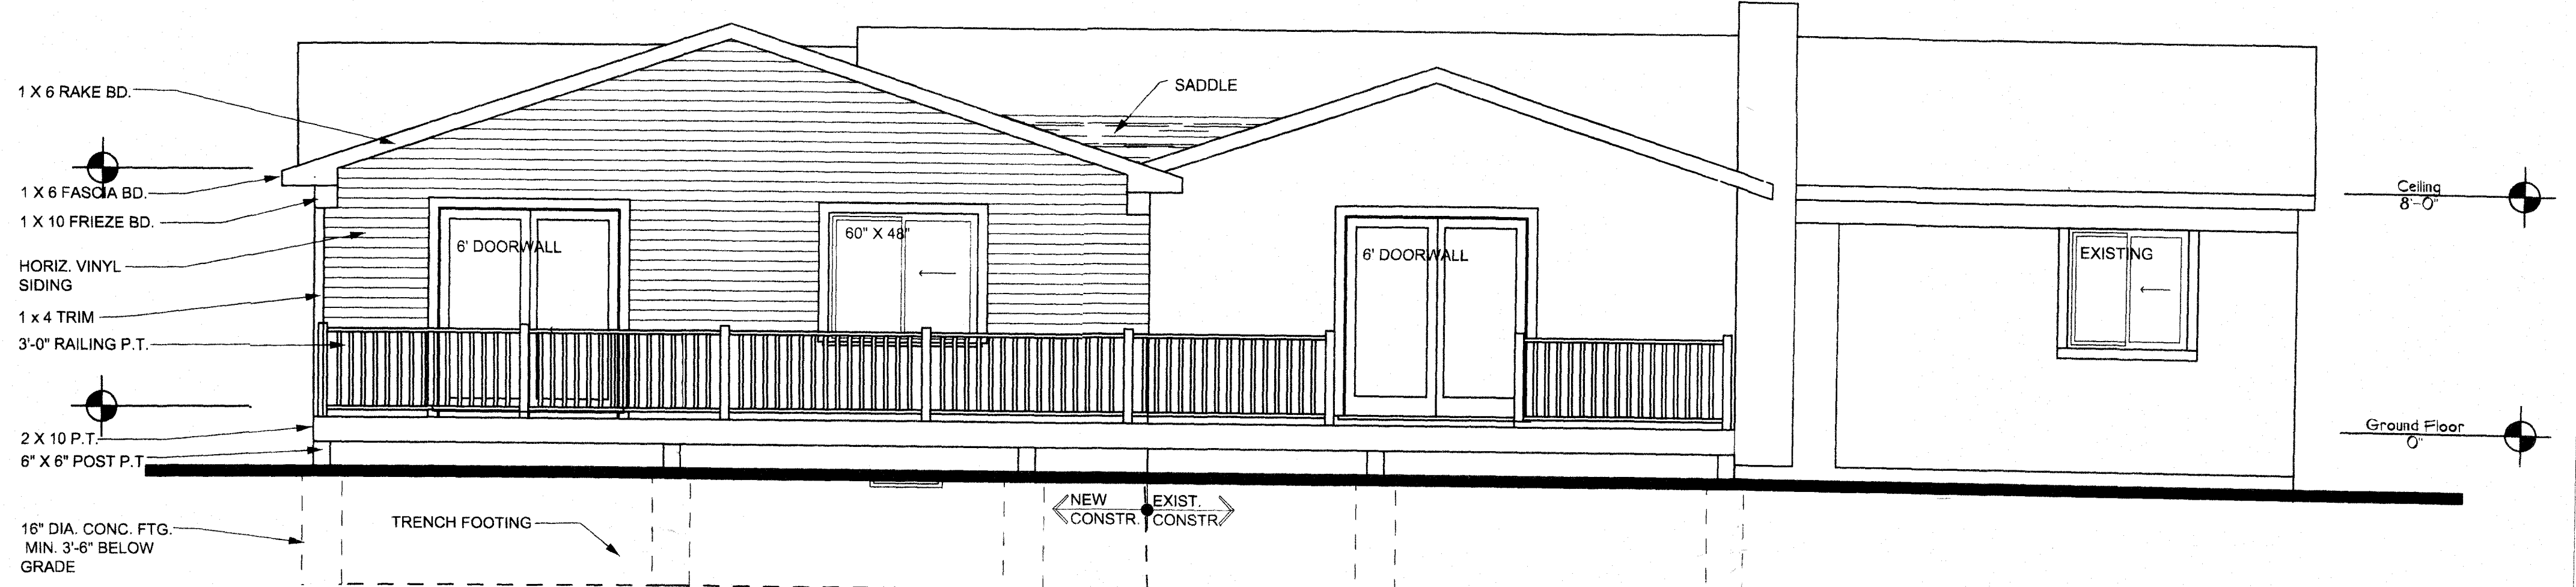 1 X 6 RAKE BD.
SADDLE
1 X 6 FASCIA BD.
1 X 10 FRIEZE BD.
Ceiling
8'-0"
6' DOORWALL
60" X 48"
6' DOORWALL
EXISTING
HORIZ. VINYL
SIDING
1 x 4 TRIM
3'-0" RAILING P.T.
2 X 10 P.T.
6" X 6" POST P.T
Ground Floor
0"
NEW
CONSTR.
EXIST.
CONSTR
16" DIA. CONC. FTG.
MIN. 3'-6" BELOW
GRADE
TRENCH FOOTING